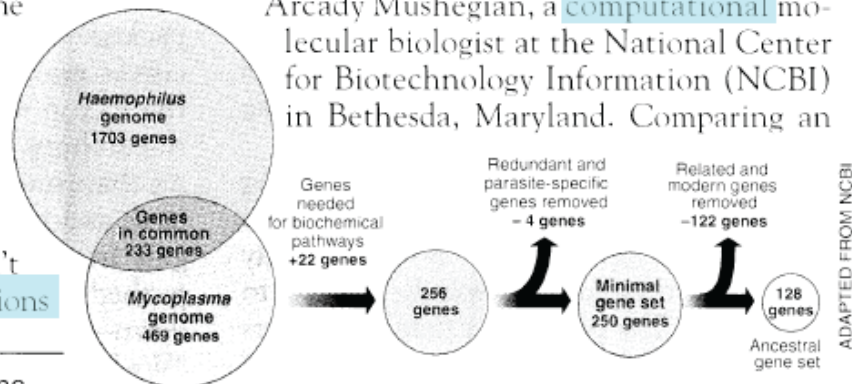 Arcady Mushegian, a computational mo-
lecular biologist at the National Center
for Biotechnology Information (NCBI)
in Bethesda, Maryland. Comparing an
Haemophilus
genome
1703 genes
Genes
in common
233 genes
Mycoplasma
genome
469 genes
Genes
needed
for biochemical
pathways
+22 genes
256
genes
Redundant and
parasite-specific
genes removed
– 4 genes
Minimal
gene set
250 genes
Related and
modern genes
removed
–122 genes
128
genes
Ancestral
gene set
ADAPTED FROM NCBI
't
ions